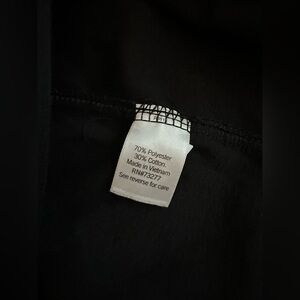 70% Polyester
30% Cotton
Made in Vietnam
RN#73277
See reverse for care